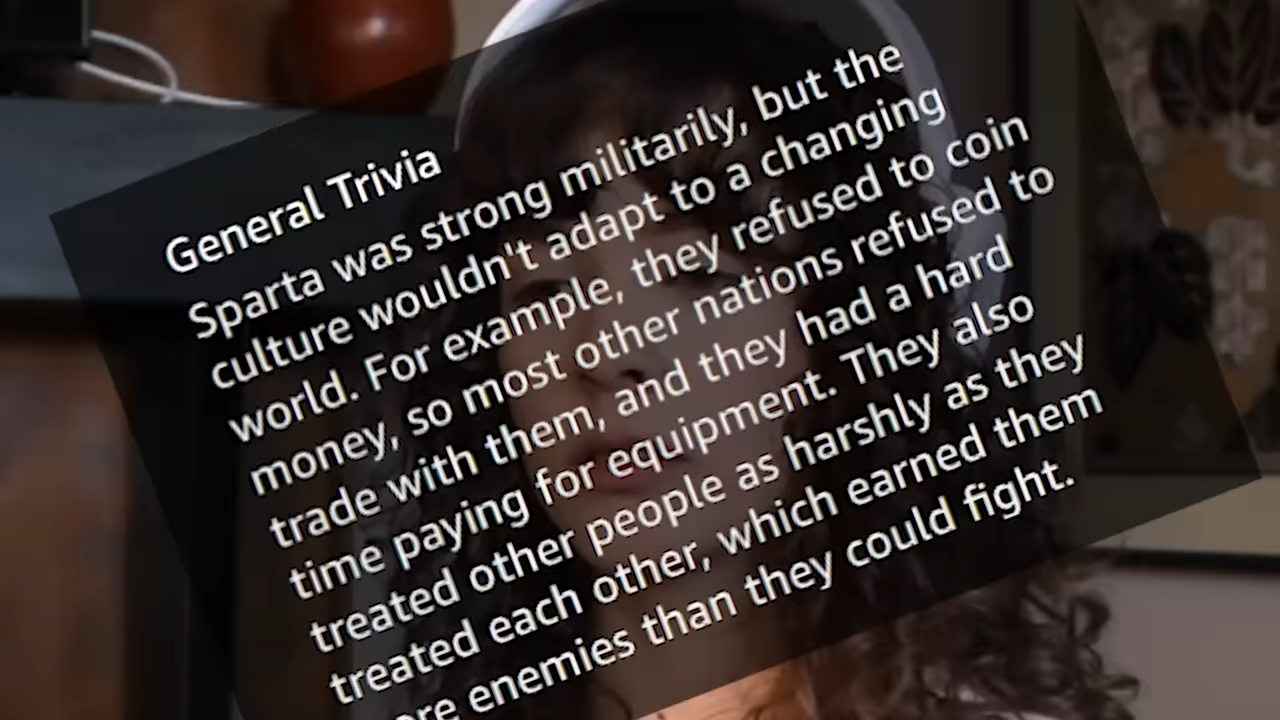 General Trivia
Sparta was strong militarily, but the
culture wouldn't adapt to a changing
world. For example, they refused to coin
money, so most other nations refused to
trade with them, and they had a hard
time paying for equipment. They also
treated other people as harshly as they
treated each other, which earned them
enemies than they could fight.